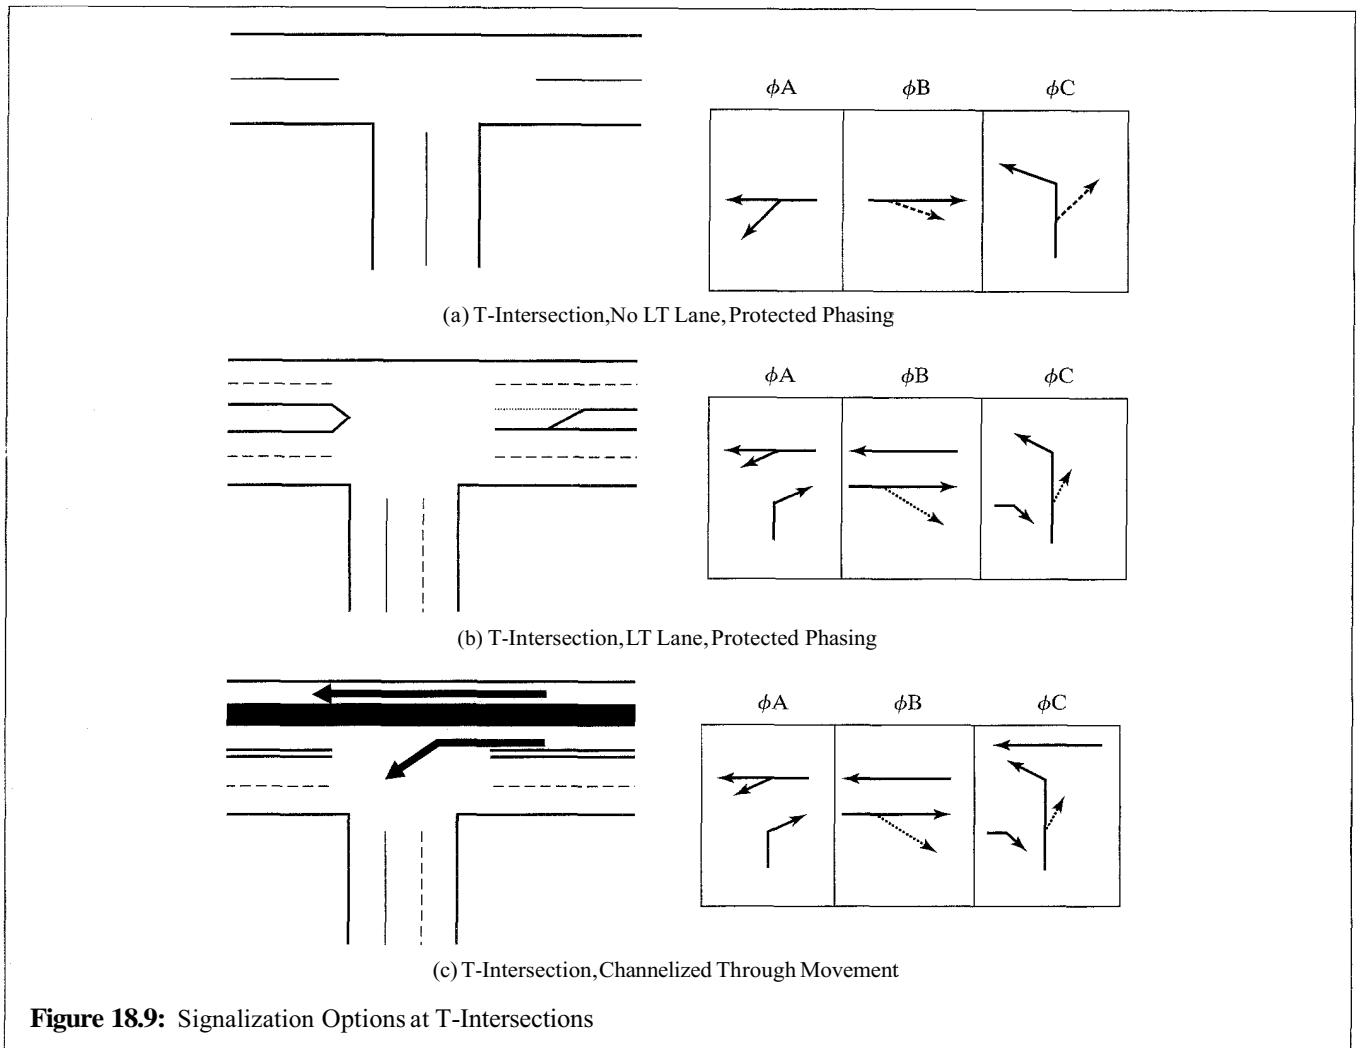 ϕA ϕB ϕC
(a) T-Intersection, No LT Lane, Protected Phasing
ϕA ϕB ϕC
(b) T-Intersection, LT Lane, Protected Phasing
ϕA ϕB ϕC
(c) T-Intersection, Channelized Through Movement
Figure 18.9: Signalization Options at T-Intersections